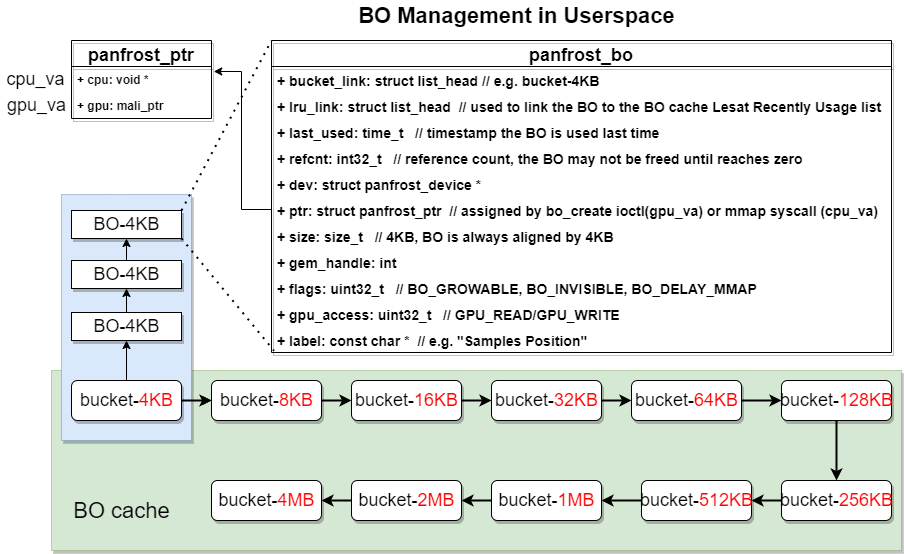 BO Management in Userspace
panfrost_ptr
cpu_va
+ cpu: void *
gpu_va
+ gpu: mali_ptr
panfrost_bo
+ bucket_link: struct list_head // e.g. bucket-4KB
+ lru_link: struct list_head // used to link the BO to the BO cache Lesat Recently Usage list
+ last_used: time_t // timestamp the BO is used last time
+ refcnt: int32_t // reference count, the BO may not be freed until reaches zero
+ dev: struct panfrost_device *
+ ptr: struct panfrost_ptr // assigned by bo_create ioctl(gpu_va) or mmap syscall (cpu_va)
+ size: size_t // 4KB, BO is always aligned by 4KB
+ gem_handle: int
+ flags: uint32_t // BO_GROWABLE, BO_INVISIBLE, BO_DELAY_MMAP
+ gpu_access: uint32_t // GPU_READ/GPU_WRITE
+ label: const char * // e.g. "Samples Position"
BO-4KB
BO-4KB
BO-4KB
bucket-4KB
bucket-8KB
bucket-16KB
bucket-32KB
bucket-64KB
bucket-128KB
BO cache
bucket-4MB
bucket-2MB
bucket-1MB
bucket-512KB
bucket-256KB